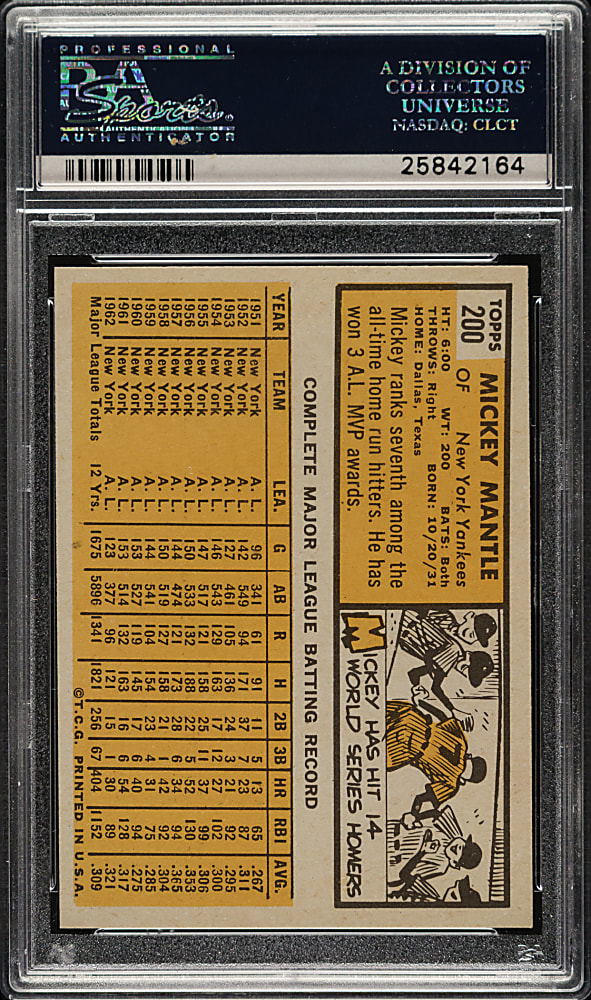 PROFESSIONAL
PSA
Sports
AUTHENTICATION
AUTHENTICATOR
A DIVISION OF
COLLECTORS
UNIVERSE
NASDAQ: CLCT
25842164
TOPPS
200
MICKEY MANTLE
OF New York Yankees
HT: 6:00 WT: 200 BATS: Both
THROWS: Right BORN: 10/20/31
HOME: Dallas, Texas
Mickey ranks seventh among the
all-time home run hitters. He has
won 3 A.L. MVP awards.
7
MICKEY HAS HIT 14
WORLD SERIES HOMERS
COMPLETE MAJOR LEAGUE BATTING RECORD
YEAR TEAM LEA. G AB R H 2B 3B HR RBI AVG.
1951 New York A. L. 96 341 61 91 11 5 13 65 .267
1952 New York A. L. 142 549 94 171 37 7 23 87 .311
1953 New York A. L. 127 461 105 136 24 3 21 92 .295
1954 New York A. L. 146 543 129 163 17 12 27 102 .300
1955 New York A. L. 147 517 121 158 25 11 37 99 .306
1956 New York A. L. 150 533 132 188 22 5 52 130 .353
1957 New York A. L. 144 474 121 173 28 6 34 94 .365
1958 New York A. L. 150 519 127 158 21 1 42 97 .304
1959 New York A. L. 144 541 104 154 23 4 31 75 .285
1960 New York A. L. 153 527 119 145 17 6 40 94 .275
1961 New York A. L. 153 514 132 163 16 6 54 128 .317
1962 New York A. L. 123 377 96 121 15 1 30 89 .321
Major League Totals 12 Yrs. 1675 5896 1341 1821 256 67 404 1152 .309
©T.C.G. PRINTED IN U.S.A.